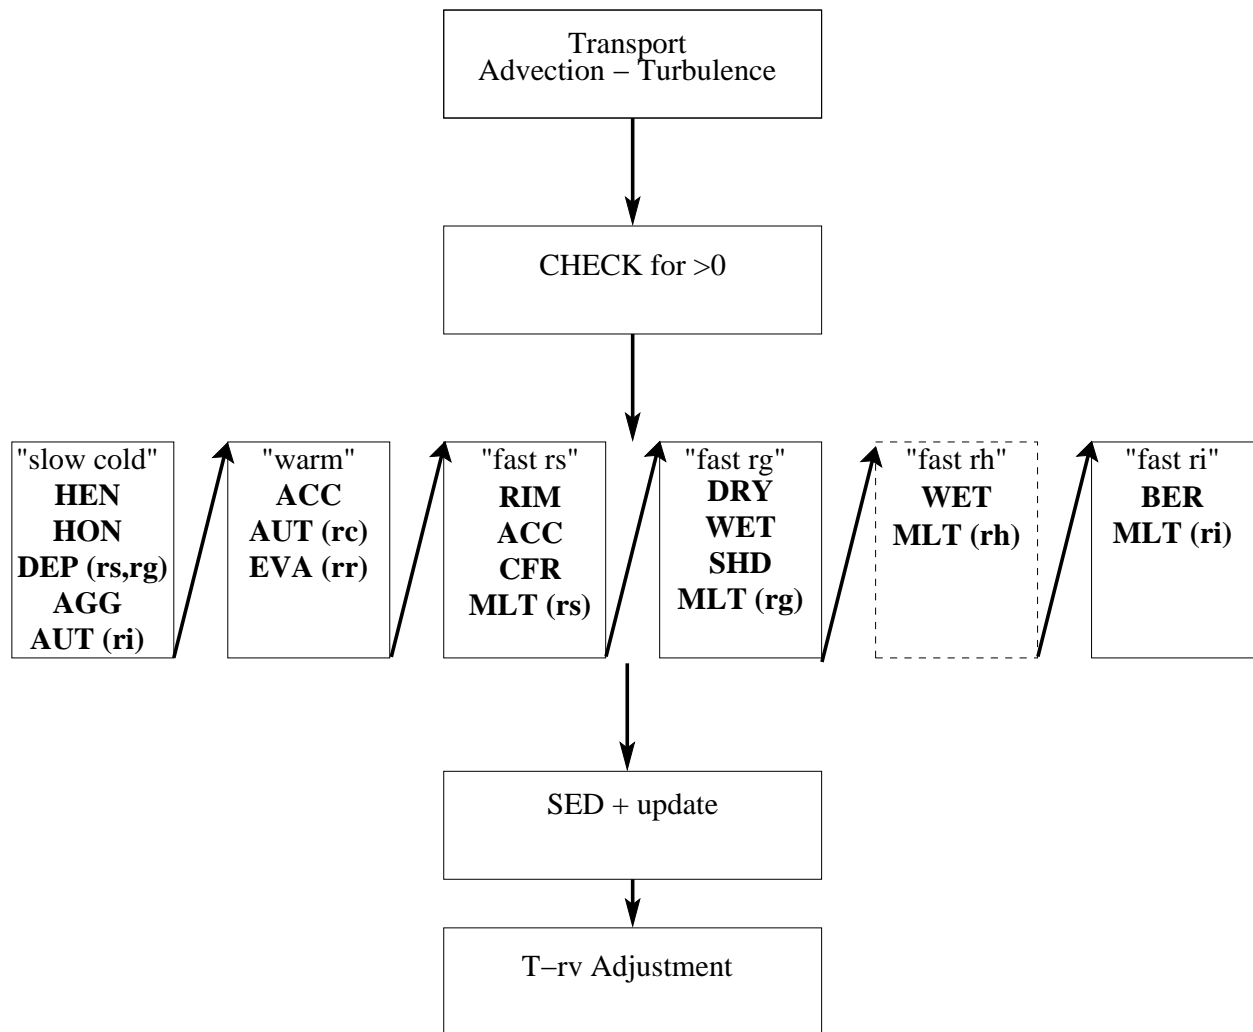 Transport
Advection − Turbulence
CHECK for >0
"slow cold"
HEN
HON
DEP (rs,rg)
AGG
AUT (ri)
"warm"
ACC
AUT (rc)
EVA (rr)
"fast rs"
RIM
ACC
CFR
MLT (rs)
"fast rg"
DRY
WET
SHD
MLT (rg)
"fast rh"
WET
MLT (rh)
"fast ri"
BER
MLT (ri)
SED + update
T−rv Adjustment